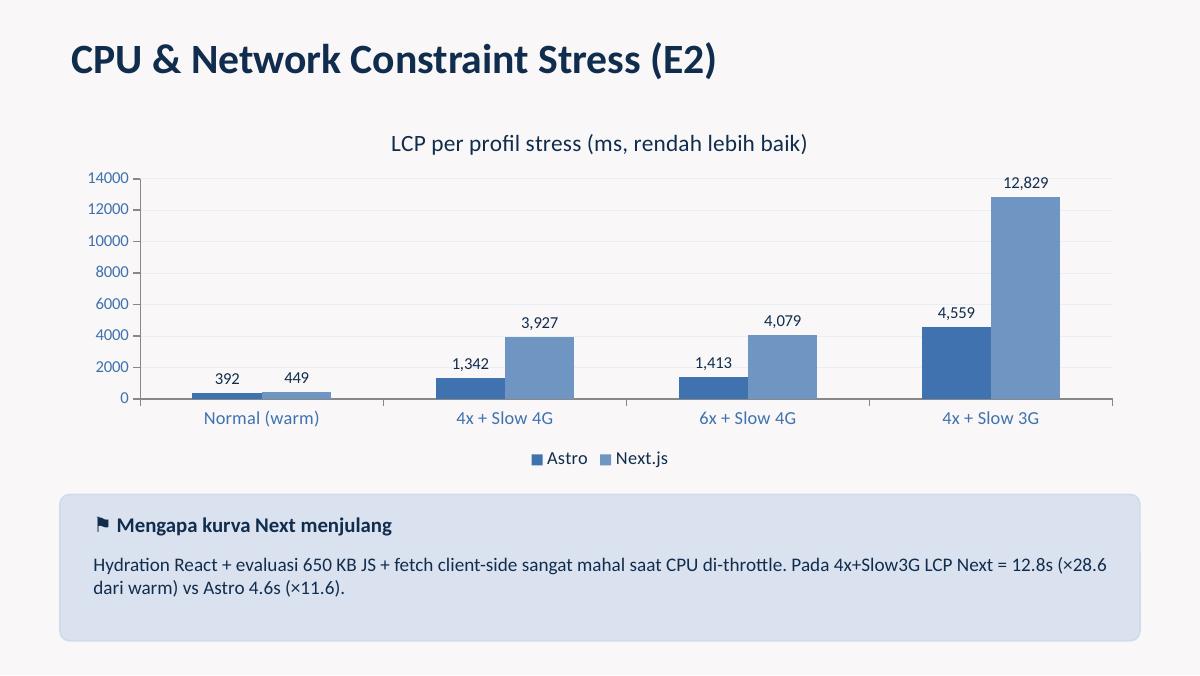 CPU & Network Constraint Stress (E2)
LCP per profil stress (ms, rendah lebih baik)
14000
12000
10000
8000
6000
4000
2000
0
392
449
1,342
3,927
1,413
4,079
4,559
12,829
Normal (warm)
4x + Slow 4G
6x + Slow 4G
4x + Slow 3G
Astro
Next.js
⚑ Mengapa kurva Next menjulang
Hydration React + evaluasi 650 KB JS + fetch client-side sangat mahal saat CPU di-throttle. Pada 4x+Slow3G LCP Next = 12.8s (×28.6
dari warm) vs Astro 4.6s (×11.6).